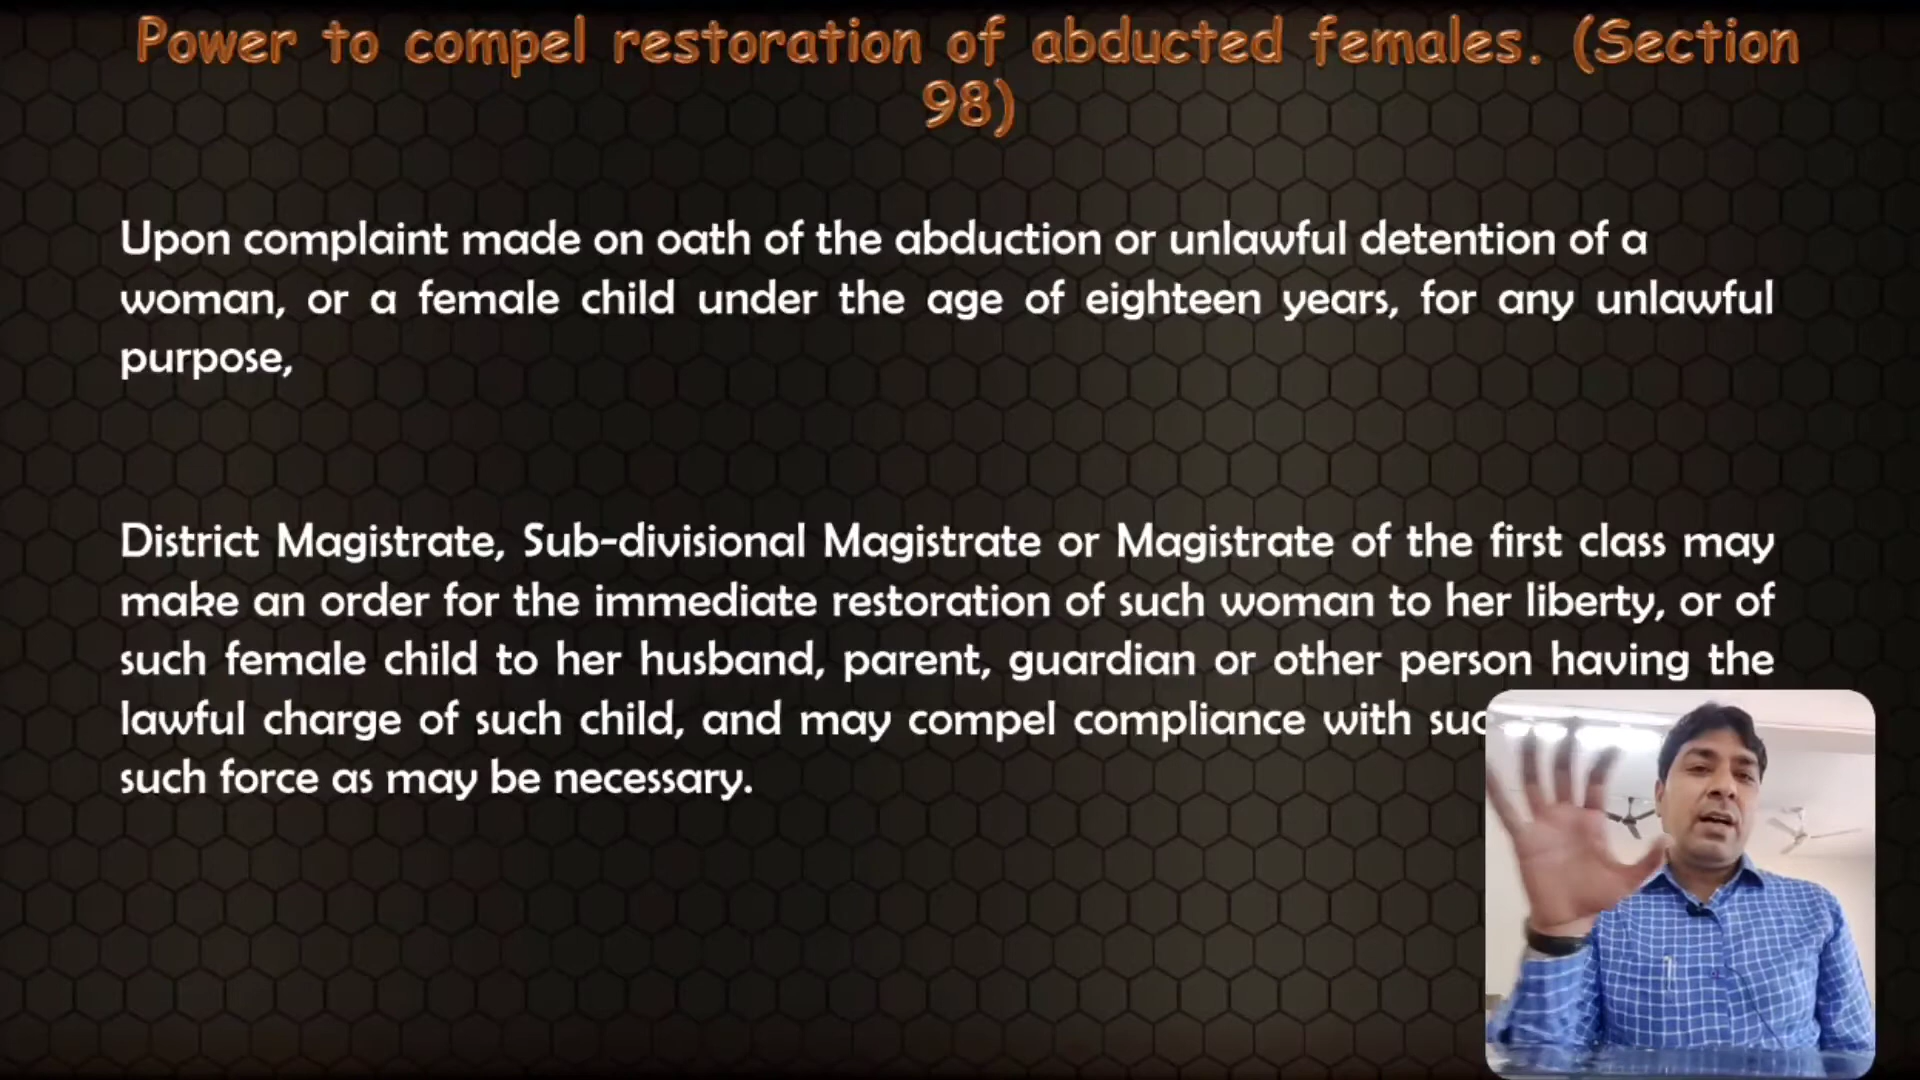 Power to compel restoration of abducted females. (Section
98)
Upon complaint made on oath of the abduction or unlawful detention of a
woman, or a female child under the age of eighteen years, for any unlawful
purpose,
District Magistrate, Sub-divisional Magistrate or Magistrate of the first class may
make an order for the immediate restoration of such woman to her liberty, or of
such female child to her husband, parent, guardian or other person having the
lawful charge of such child, and may compel compliance with
such force as may be necessary.